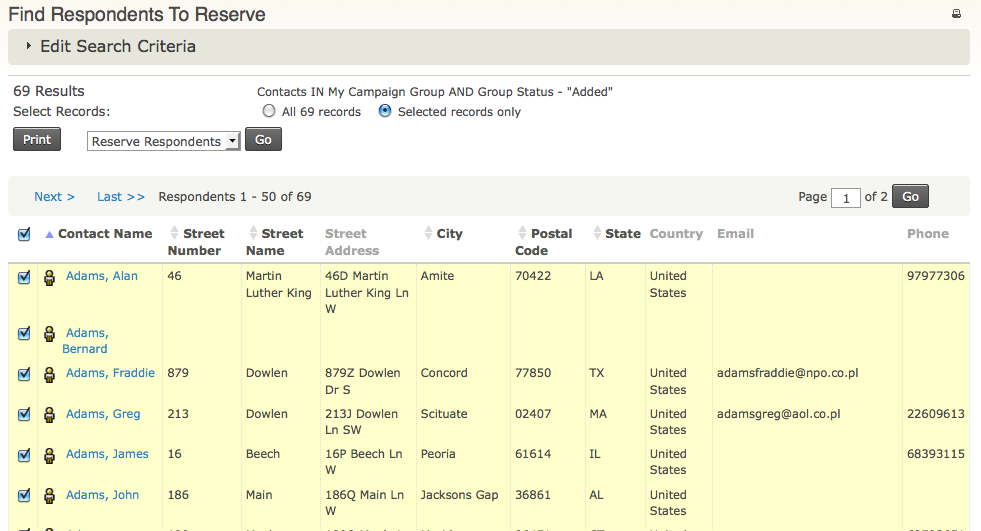 Find Respondents To Reserve
Edit Search Criteria
69 Results Contacts IN My Campaign Group AND Group Status - "Added"
Select Records: All 69 records Selected records only
Print Reserve Respondents Go
Next > Last >> Respondents 1 - 50 of 69 Page 1 of 2 Go
Contact Name Street Number Street Name Street Address City Postal Code State Country Email Phone
Adams, Alan 46 Martin Luther King 46D Martin Luther King Ln W Amite 70422 LA United States 97977306
Adams, Bernard
Adams, Fraddie 879 Dowlen 879Z Dowlen Dr S Concord 77850 TX United States adamsfraddie@npo.co.pl
Adams, Greg 213 Dowlen 213J Dowlen Ln SW Scituate 02407 MA United States adamsgreg@aol.co.pl 22609613
Adams, James 16 Beech 16P Beech Ln W Peoria 61614 IL United States 68393115
Adams, John 186 Main 186Q Main Ln W Jacksons Gap 36861 AL United States